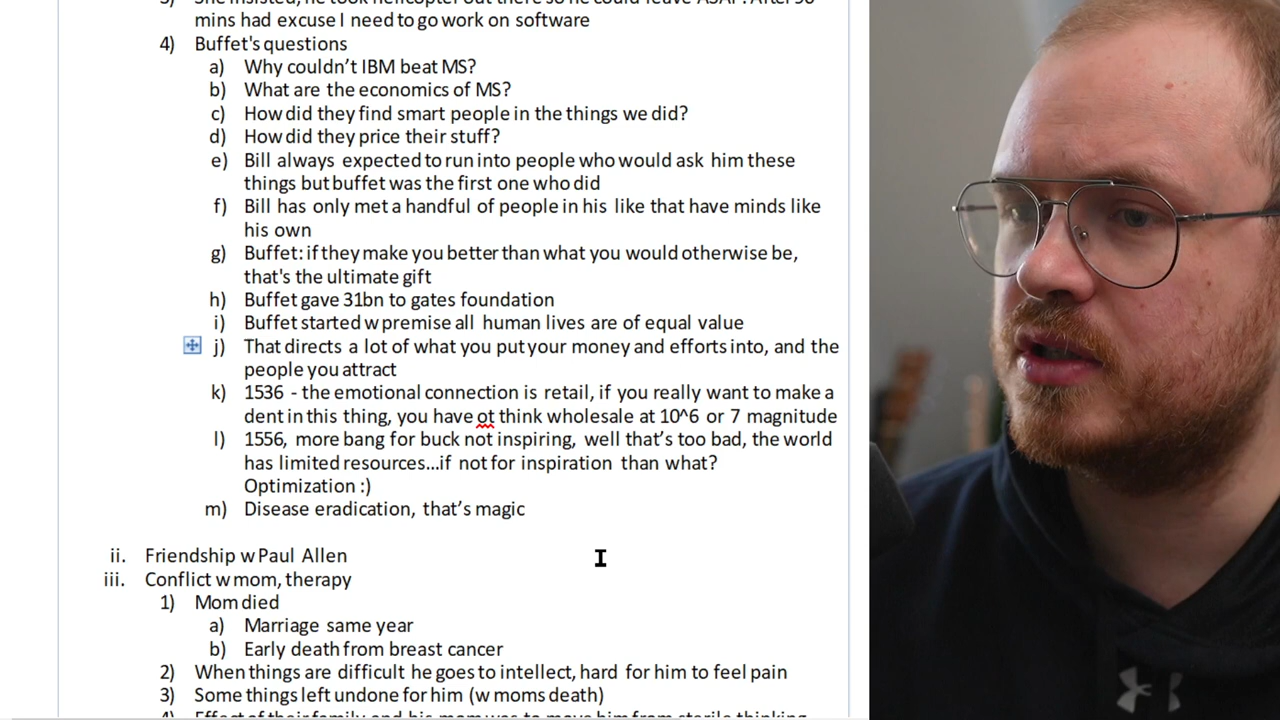 mins had excuse I need to go work on software
4) Buffet's questions
a) Why couldn't IBM beat MS?
b) What are the economics of MS?
c) How did they find smart people in the things we did?
d) How did they price their stuff?
e) Bill always expected to run into people who would ask him these
things but buffet was the first one who did
f) Bill has only met a handful of people in his like that have minds like
his own
g) Buffet: if they make you better than what you would otherwise be,
that's the ultimate gift
h) Buffet gave 31bn to gates foundation
i) Buffet started w premise all human lives are of equal value
j) That directs a lot of what you put your money and efforts into, and the
people you attract
k) 1536 - the emotional connection is retail, if you really want to make a
dent in this thing, you have ot think wholesale at 10^6 or 7 magnitude
l) 1556, more bang for buck not inspiring, well that's too bad, the world
has limited resources...if not for inspiration than what?
Optimization :)
m) Disease eradication, that's magic
ii. Friendship w Paul Allen
iii. Conflict w mom, therapy
1) Mom died
a) Marriage same year
b) Early death from breast cancer
2) When things are difficult he goes to intellect, hard for him to feel pain
3) Some things left undone for him (w moms death)